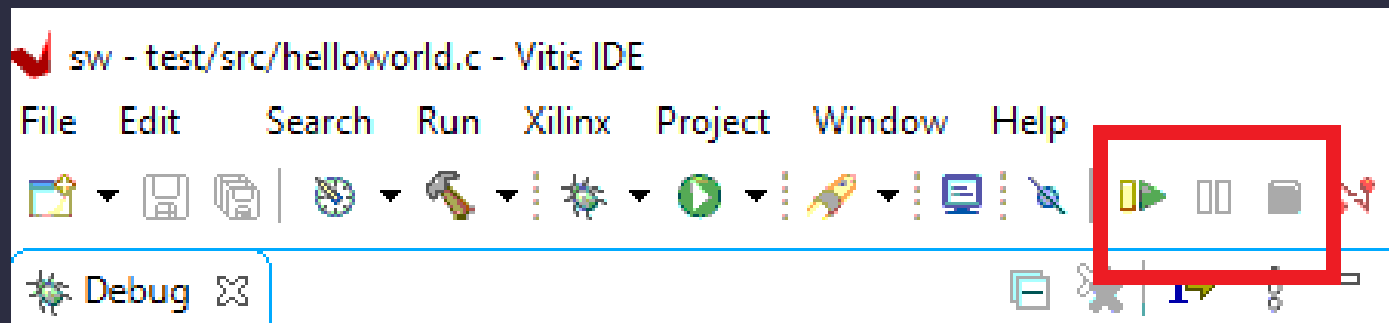 sw - test/src/helloworld.c - Vitis IDE
File Edit Search Run Xilinx Project Window Help
Debug